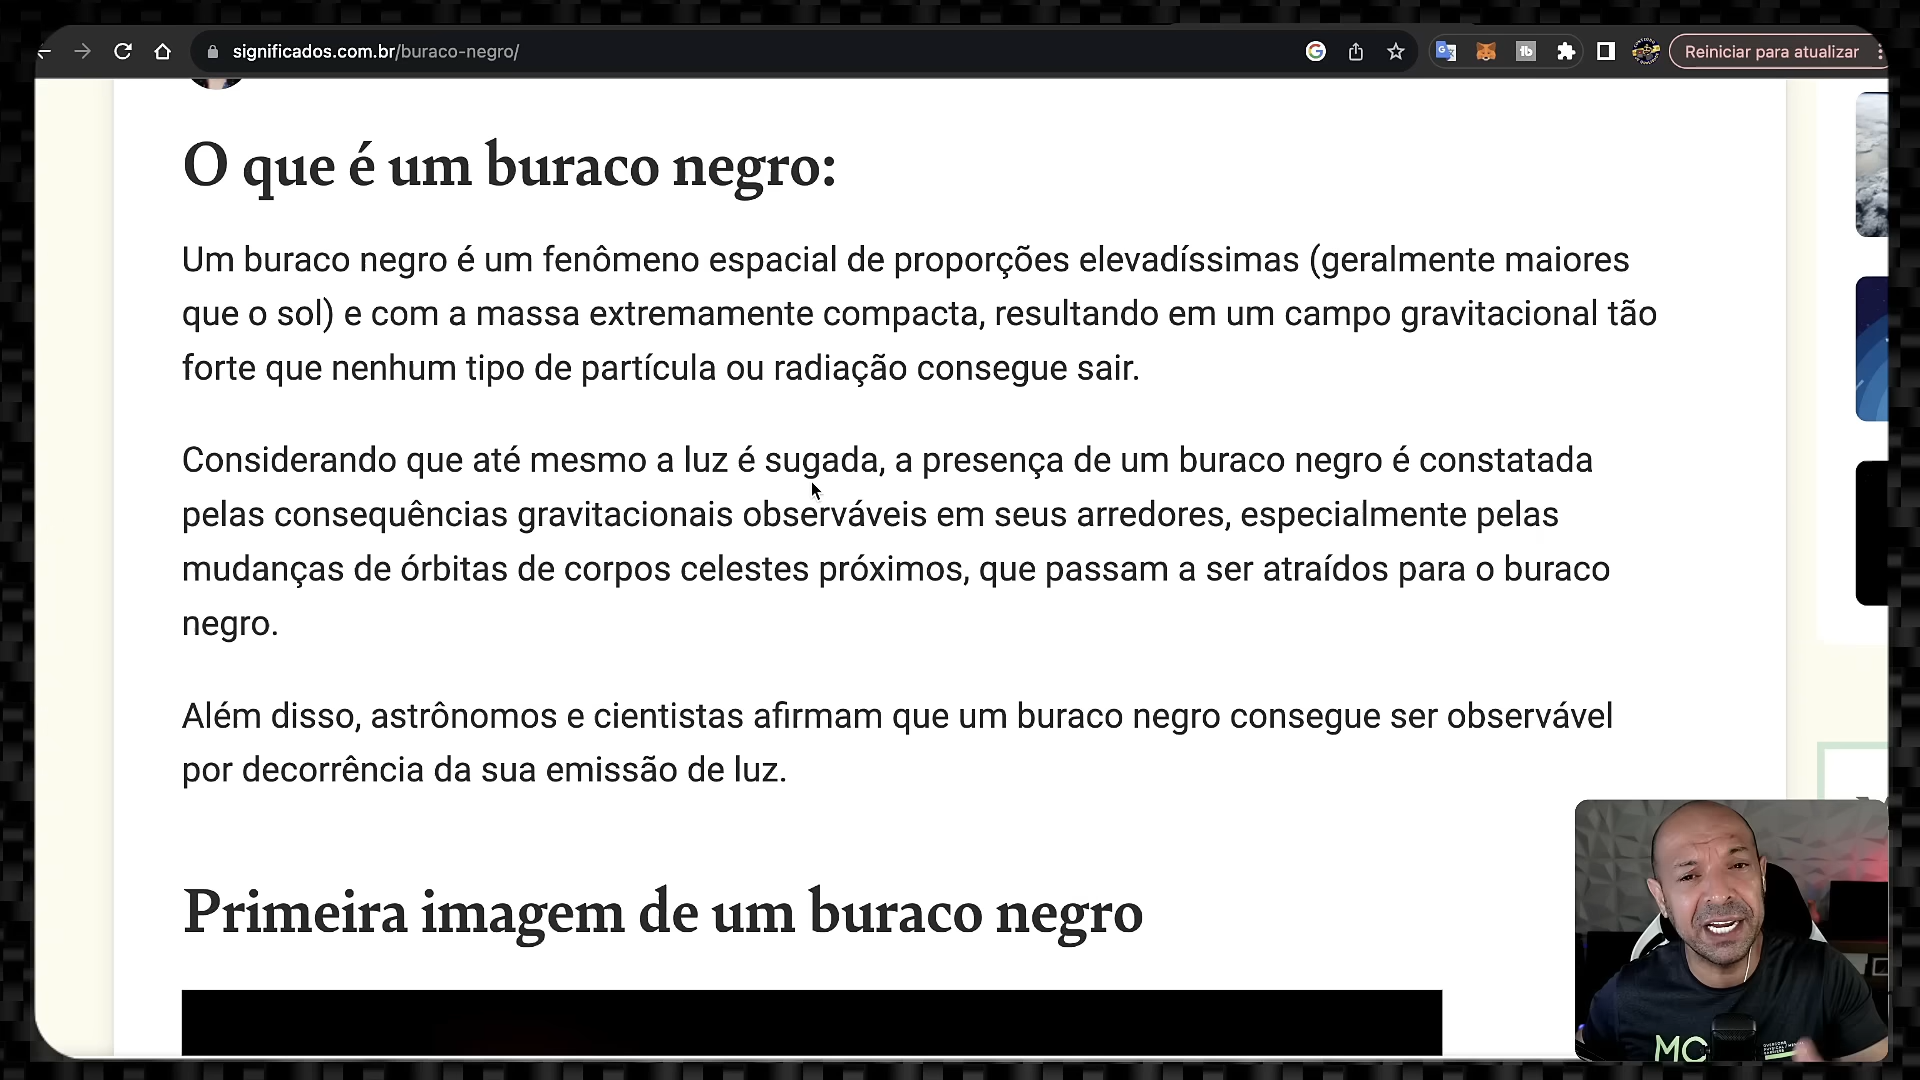 significados.com.br/buraco-negro/
Reiniciar para atualizar
O que é um buraco negro:
Um buraco negro é um fenômeno espacial de proporções elevadíssimas (geralmente maiores
que o sol) e com a massa extremamente compacta, resultando em um campo gravitacional tão
forte que nenhum tipo de partícula ou radiação consegue sair.
Considerando que até mesmo a luz é sugada, a presença de um buraco negro é constatada
pelas consequências gravitacionais observáveis em seus arredores, especialmente pelas
mudanças de órbitas de corpos celestes próximos, que passam a ser atraídos para o buraco
negro.
Além disso, astrônomos e cientistas afirmam que um buraco negro consegue ser observável
por decorrência da sua emissão de luz.
Primeira imagem de um buraco negro
MC